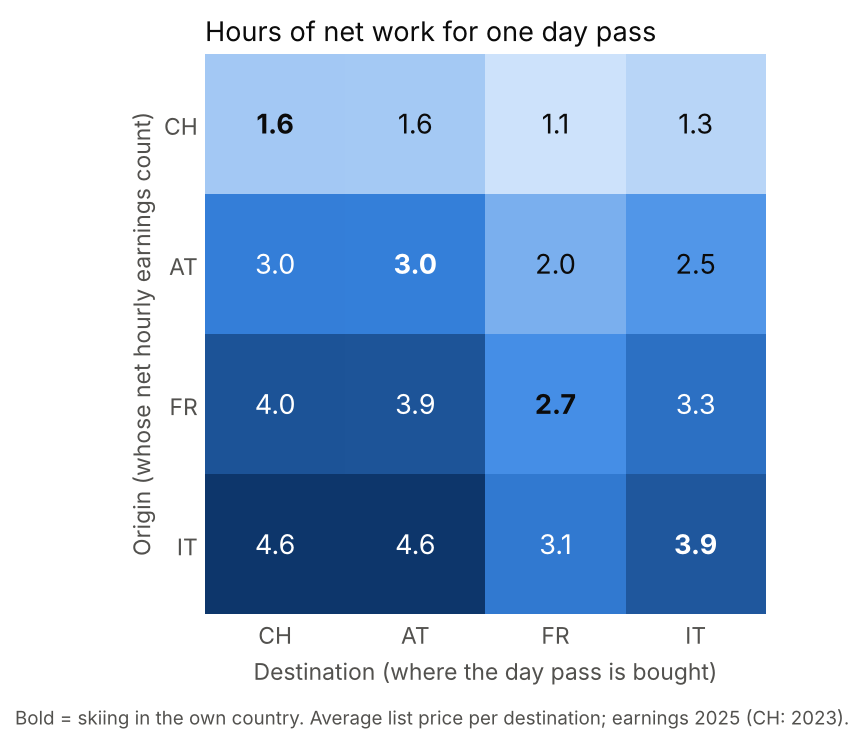 Hours of net work for one day pass
Origin (whose net hourly earnings count)
CH 1.6 1.6 1.1 1.3
AT 3.0 3.0 2.0 2.5
FR 4.0 3.9 2.7 3.3
IT 4.6 4.6 3.1 3.9
CH AT FR IT
Destination (where the day pass is bought)
Bold = skiing in the own country. Average list price per destination; earnings 2025 (CH: 2023).